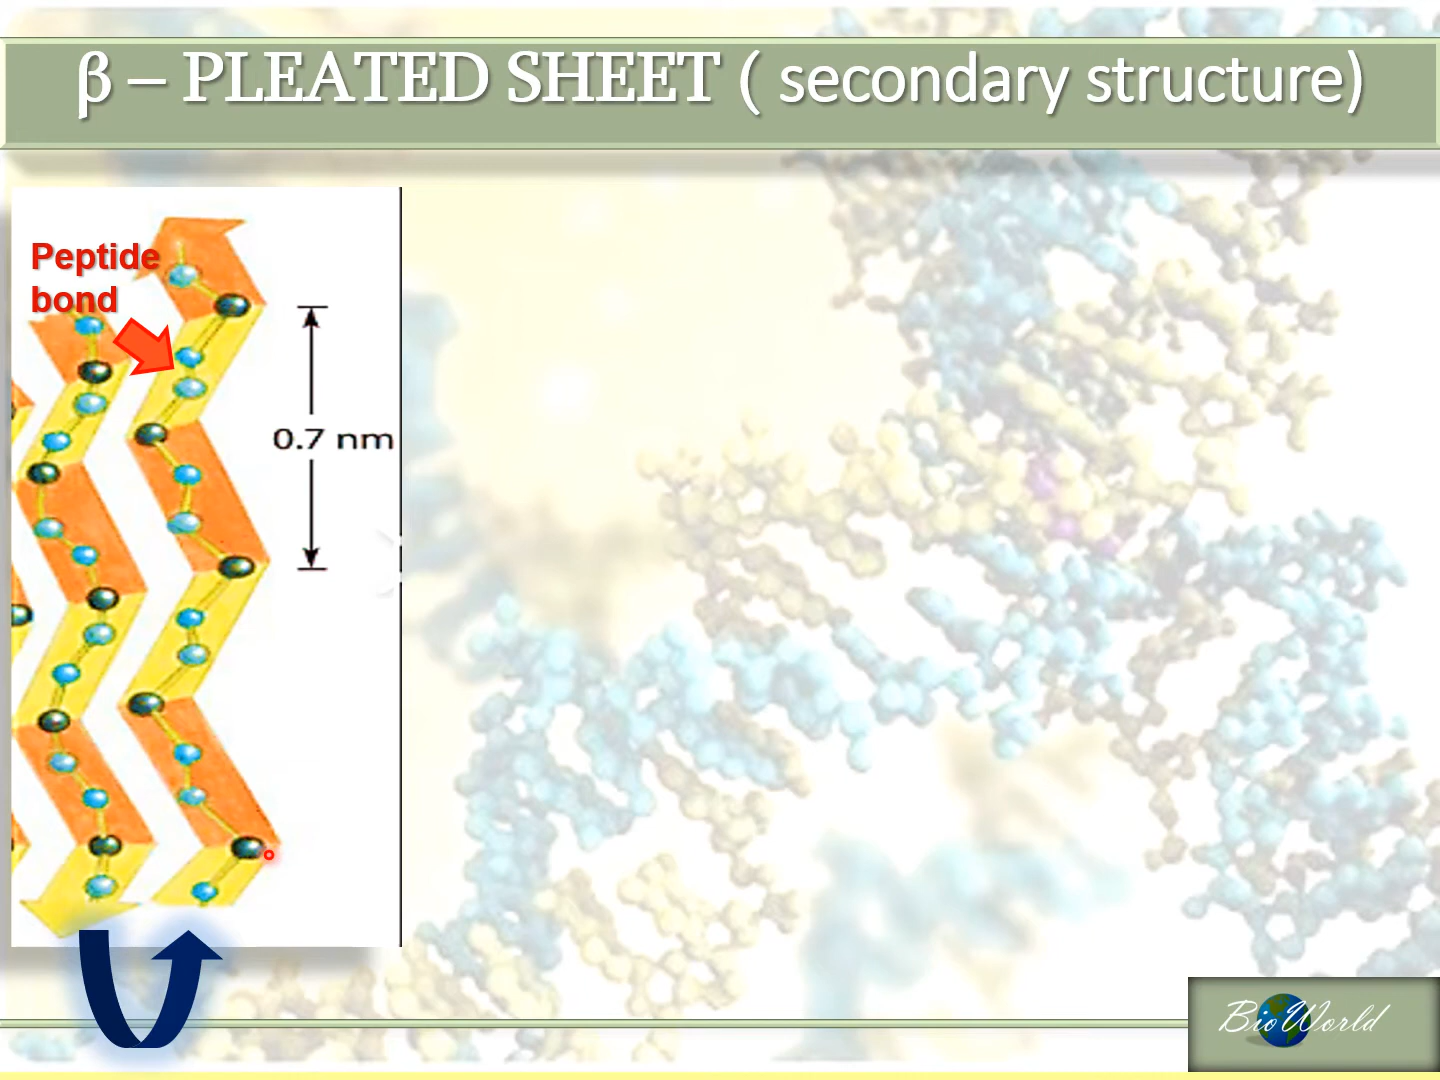 β – PLEATED SHEET ( secondary structure)
Peptide
bond
0.7 nm
BioWorld